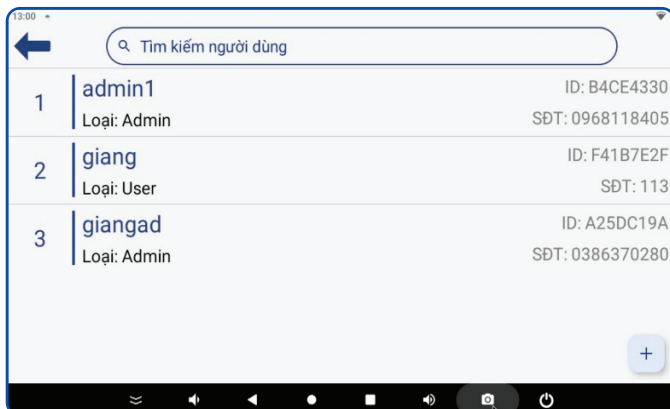 13:00
Tìm kiếm người dùng
1
admin1
ID: B4CE4330
Loại: Admin
SĐT: 0968118405
2
giang
ID: F41B7E2F
Loại: User
SĐT: 113
3
giangad
ID: A25DC19A
Loại: Admin
SĐT: 0386370280
+